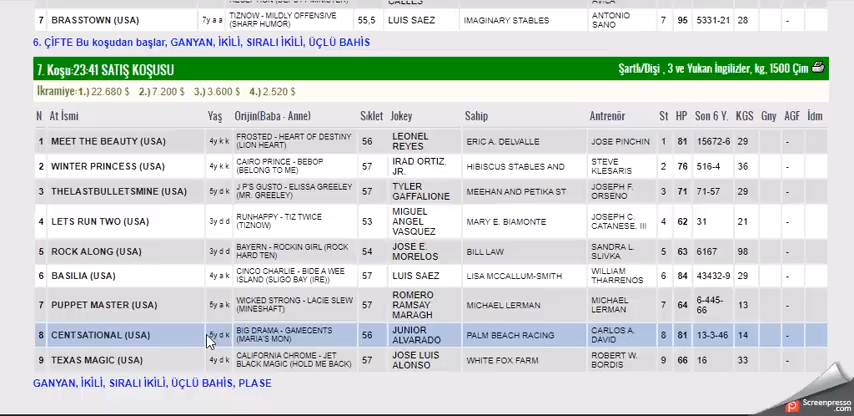 7 BRASSTOWN (USA) 7y a a TIZNOW - MILDLY OFFENSIVE (SHARP HUMOR) 55.5 LUIS SAEZ IMAGINARY STABLES ANTONIO SANO 7 95 5331-21 28 -
6. ÇİFTE Bu koşudan başlar, GANYAN, İKİLİ, SIRALI İKİLİ, ÜÇLÜ BAHİS
7. Koşu:23:41 SATIŞ KOŞUSU Şartlı/Dişi , 3 ve Yukarı İngilizler, kg, 1500 Çim
İkramiye:1.) 22.680 $ 2.) 7.200 $ 3.) 3.600 $ 4.) 2.520 $
N At İsmi Yaş Orijin(Baba - Anne) Sıklet Jokey Sahip Antrenör St HP Son 6 Y. KGS Gny AGF İdm
1 MEET THE BEAUTY (USA) 4y k k FROSTED - HEART OF DESTINY (LION HEART) 56 LEONEL REYES ERIC A. DELVALLE JOSE PINCHIN 1 81 15672-6 29 -
2 WINTER PRINCESS (USA) 4y k k CAIRO PRINCE - BEBOP (BELONG TO ME) 57 IRAD ORTIZ, JR. HIBISCUS STABLES AND STEVE KLESARIS 2 76 516-4 36 -
3 THELASTBULLETSMINE (USA) 5y d k J P'S GUSTO - ELISSA GREELEY (MR. GREELEY) 57 TYLER GAFFALIONE MEEHAN AND PETIKA ST JOSEPH F. ORSENO 3 71 71-57 29 -
4 LETS RUN TWO (USA) 3y d d RUNHAPPY - TIZ TWICE (TIZNOW) 53 MIGUEL ANGEL VASQUEZ MARY E. BIAMONTE JOSEPH C. CATANESE, III 4 62 31 21 -
5 ROCK ALONG (USA) 3y d d BAYERN - ROCKIN GIRL (ROCK HARD TEN) 54 JOSE E. MORELOS BILL LAW SANDRA L. SLIVKA 5 63 6167 98 -
6 BASILIA (USA) 4y a k CINCO CHARLIE - BIDE A WEE ISLAND (SLIGO BAY (IRE)) 57 LUIS SAEZ LISA MCCALLUM-SMITH WILLIAM THARRENOS 6 84 43432-9 29 -
7 PUPPET MASTER (USA) 5y a k WICKED STRONG - LACIE SLEW (MINESHAFT) 57 ROMERO RAMSAY MARAGH MICHAEL LERMAN MICHAEL LERMAN 7 64 6-445-66 13 -
8 CENTSATIONAL (USA) 5y d k BIG DRAMA - GAMECENTS (MARIA'S MON) 56 JUNIOR ALVARADO PALM BEACH RACING CARLOS A. DAVID 8 81 13-3-46 14 -
9 TEXAS MAGIC (USA) 4y d k CALIFORNIA CHROME - JET BLACK MAGIC (HOLD ME BACK) 57 JOSE LUIS ALONSO WHITE FOX FARM ROBERT W. BORDIS 9 66 16 33 -
GANYAN, İKİLİ, SIRALI İKİLİ, ÜÇLÜ BAHİS, PLASE
Screenpresso
.com